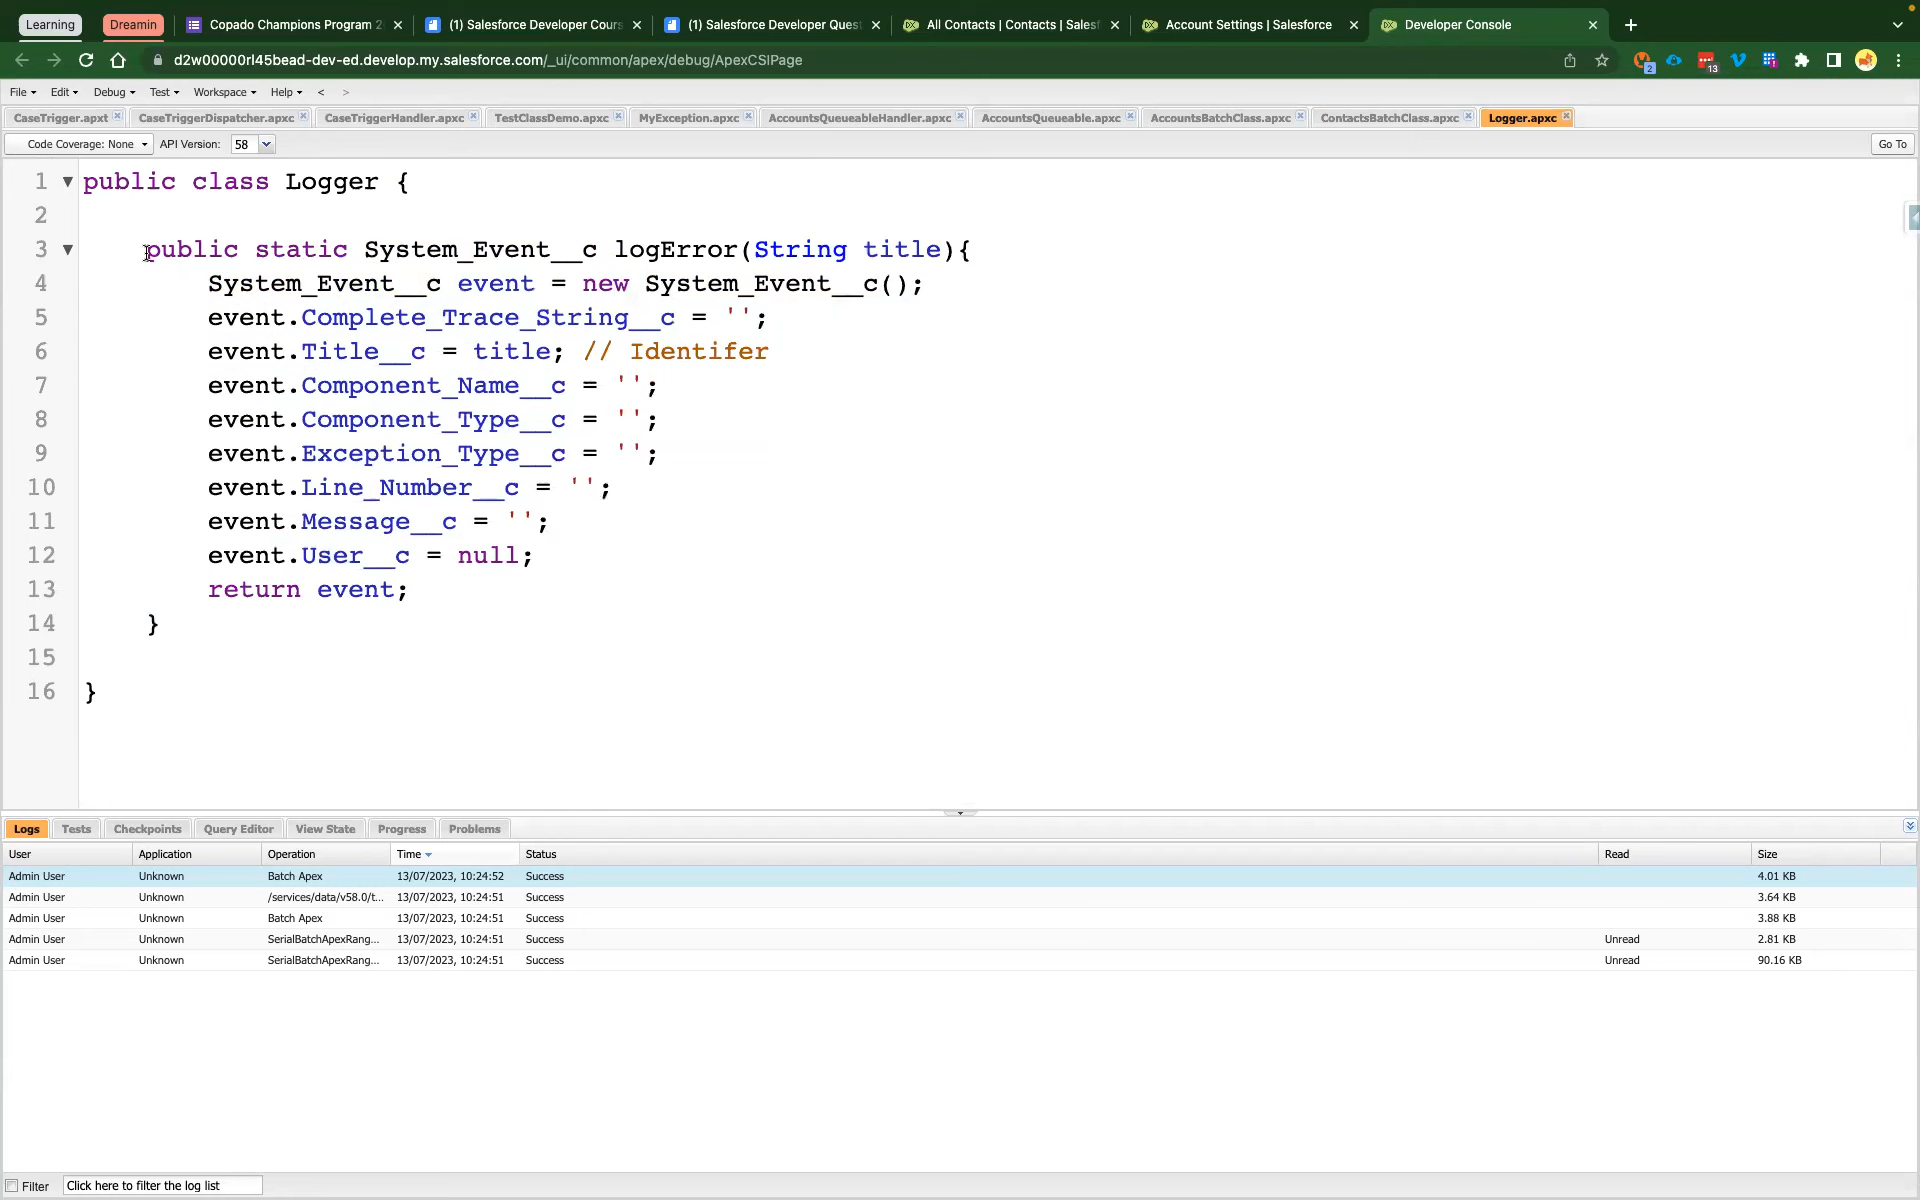 Learning Dreamin Copado Champions Program 2 (1) Salesforce Developer Cours (1) Salesforce Developer Quest All Contacts | Contacts | Salesf Account Settings | Salesforce Developer Console
d2w00000rl45bead-dev-ed.develop.my.salesforce.com/_ui/common/apex/debug/ApexCSIPage 2 13
File Edit Debug Test Workspace Help < >
CaseTrigger.apxt CaseTriggerDispatcher.apxc CaseTriggerHandler.apxc TestClassDemo.apxc MyException.apxc AccountsQueueableHandler.apxc AccountsQueueable.apxc AccountsBatchClass.apxc ContactsBatchClass.apxc Logger.apxc
Code Coverage: None API Version: 58 Go To
1 public class Logger {
2
3 public static System_Event__c logError(String title){
4 System_Event__c event = new System_Event__c();
5 event.Complete_Trace_String__c = '';
6 event.Title__c = title; // Identifer
7 event.Component_Name__c = '';
8 event.Component_Type__c = '';
9 event.Exception_Type__c = '';
10 event.Line_Number__c = '';
11 event.Message__c = '';
12 event.User__c = null;
13 return event;
14 }
15
16 }
Logs Tests Checkpoints Query Editor View State Progress Problems
User Application Operation Time Status Read Size
Admin User Unknown Batch Apex 13/07/2023, 10:24:52 Success 4.01 KB
Admin User Unknown /services/data/v58.0/t... 13/07/2023, 10:24:51 Success 3.64 KB
Admin User Unknown Batch Apex 13/07/2023, 10:24:51 Success 3.88 KB
Admin User Unknown SerialBatchApexRang... 13/07/2023, 10:24:51 Success Unread 2.81 KB
Admin User Unknown SerialBatchApexRang... 13/07/2023, 10:24:51 Success Unread 90.16 KB
Filter Click here to filter the log list